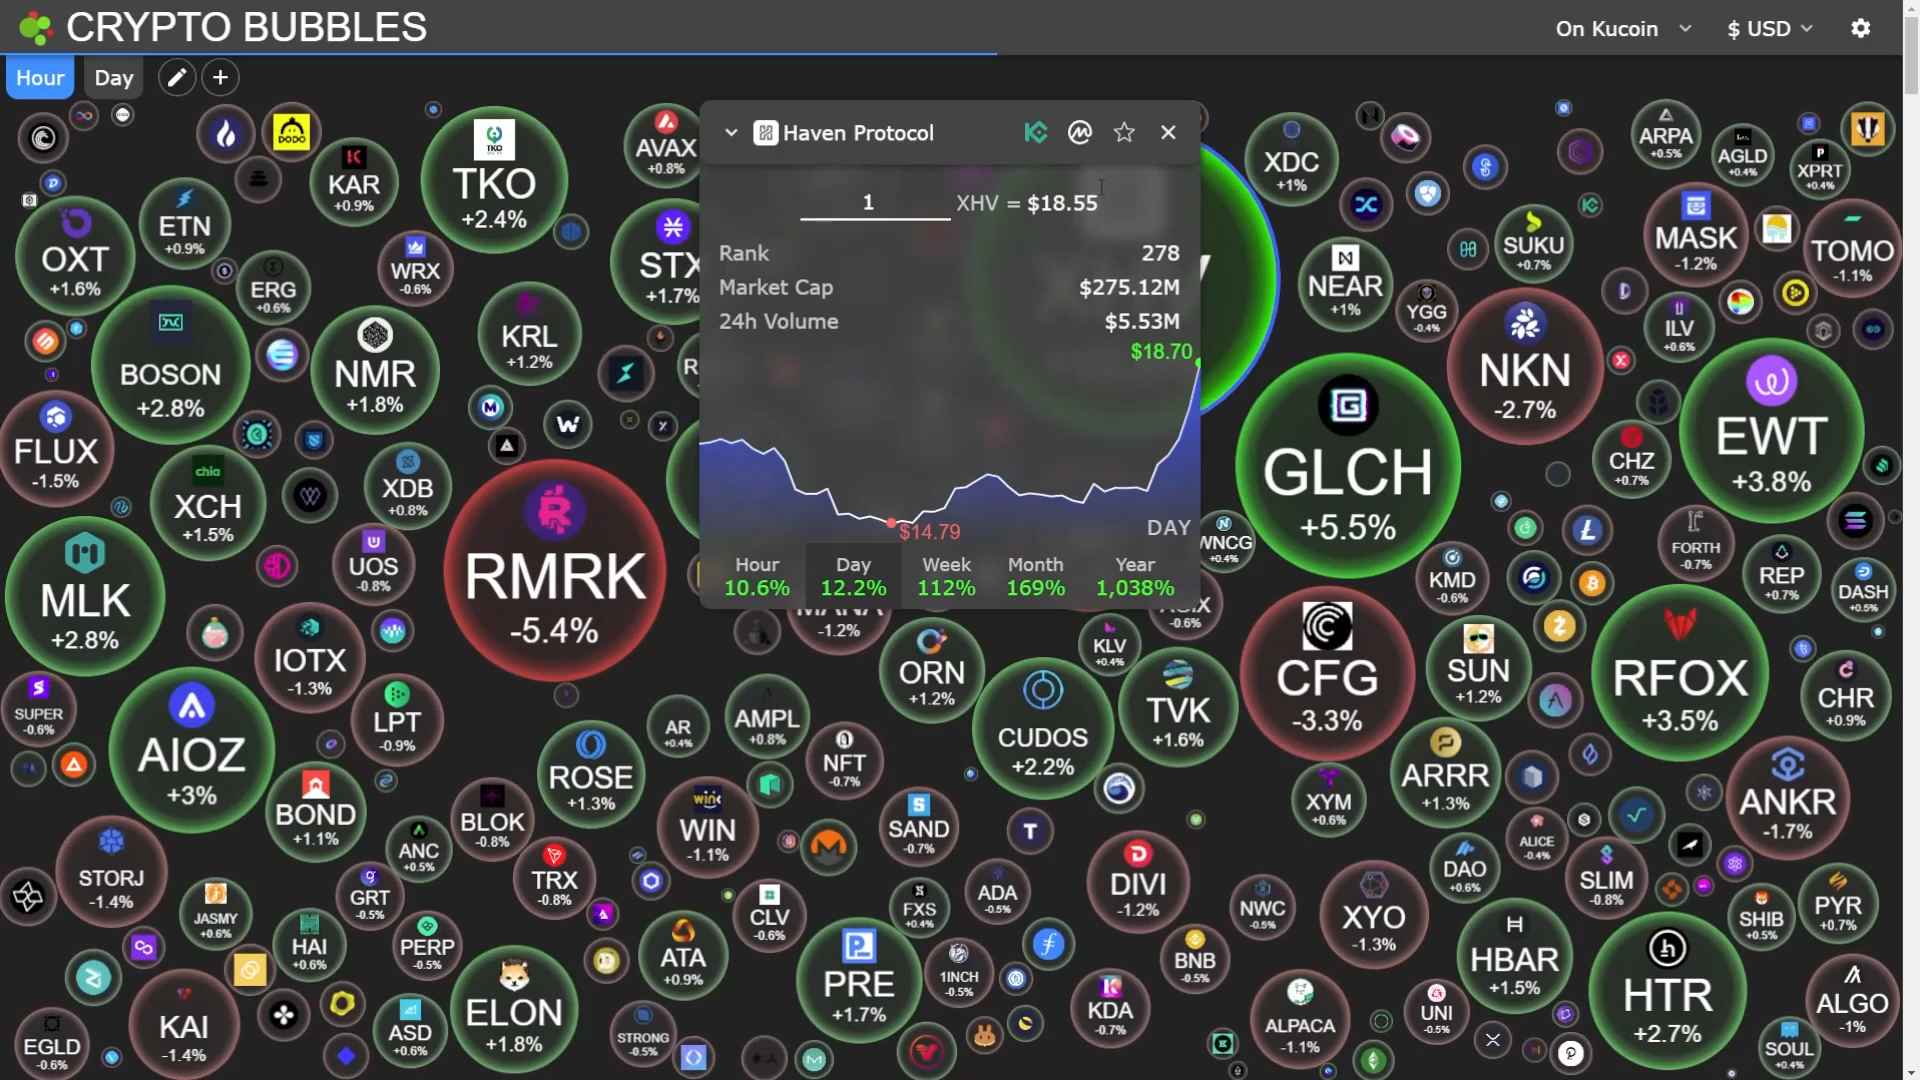 CRYPTO BUBBLES
On Kucoin
$ USD
Hour
Day
Haven Protocol
1
XHV = $18.55
Rank 278
Market Cap $275.12M
24h Volume $5.53M
$18.70
$14.79
DAY
Hour Day Week Month Year
10.6% 12.2% 112% 169% 1,038%
TKO
+2.4%
KAR
+0.9%
ETN
+0.9%
OXT
+1.6%
ERG
+0.6%
WRX
-0.6%
AVAX
+0.8%
STX
+1.7%
KRL
+1.2%
BOSON
+2.8%
NMR
+1.8%
FLUX
-1.5%
XCH
+1.5%
chia
XDB
+0.8%
RMRK
-5.4%
UOS
-0.8%
MLK
+2.8%
IOTX
-1.3%
SUPER
-0.6%
AIOZ
+3%
LPT
-0.9%
BOND
+1.1%
BLOK
-0.8%
ROSE
+1.3%
AR
+0.4%
AMPL
+0.8%
NFT
-0.7%
MANA
-1.2%
ORN
+1.2%
KLV
+0.4%
-0.6%
CUDOS
+2.2%
TVK
+1.6%
WIN
-1.1%
SAND
-0.7%
ANC
+0.5%
STORJ
-1.4%
JASMY
+0.6%
GRT
-0.5%
TRX
-0.8%
HAI
+0.6%
PERP
-0.5%
CLV
-0.6%
FXS
+0.4%
ADA
-0.5%
DIVI
-1.2%
ATA
+0.9%
PRE
+1.7%
1INCH
-0.5%
KAI
-1.4%
EGLD
-0.6%
ASD
+0.6%
ELON
+1.8%
STRONG
-0.5%
KDA
-0.7%
BNB
-0.5%
NWC
-0.5%
ALPACA
-1.1%
UNI
-0.5%
XYO
-1.3%
XYM
+0.6%
ARRR
+1.3%
DAO
+0.6%
HBAR
+1.5%
HTR
+2.7%
SOUL
+0.4%
ALGO
-1%
SHIB
+0.5%
PYR
+0.7%
SLIM
-0.8%
ALICE
-0.4%
ANKR
-1.7%
CHR
+0.9%
RFOX
+3.5%
SUN
+1.2%
CFG
-3.3%
KMD
-0.6%
FORTH
-0.7%
REP
+0.7%
DASH
+0.5%
WNCG
+0.4%
GLCH
+5.5%
CHZ
+0.7%
EWT
+3.8%
NKN
-2.7%
YGG
-0.4%
ILV
+0.6%
NEAR
+1%
XDC
+1%
SUKU
+0.7%
MASK
-1.2%
TOMO
-1.1%
ARPA
+0.5%
AGLD
+0.4%
XPRT
+0.4%